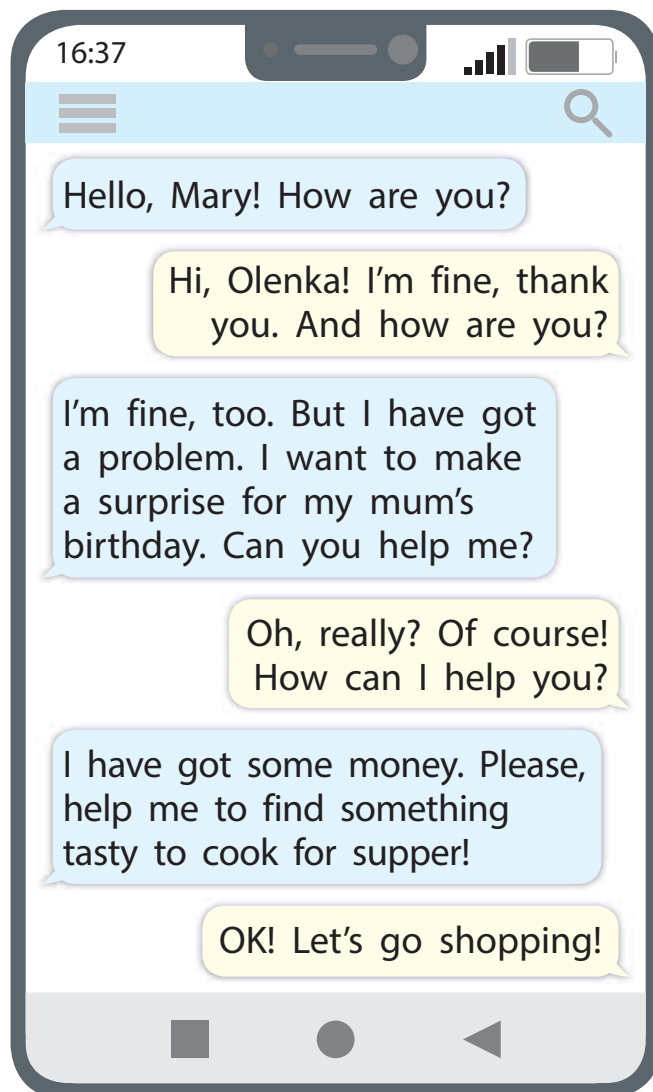 16:37
Hello, Mary! How are you?
Hi, Olenka! I'm fine, thank
you. And how are you?
I'm fine, too. But I have got
a problem. I want to make
a surprise for my mum's
birthday. Can you help me?
Oh, really? Of course!
How can I help you?
I have got some money. Please,
help me to find something
tasty to cook for supper!
OK! Let's go shopping!